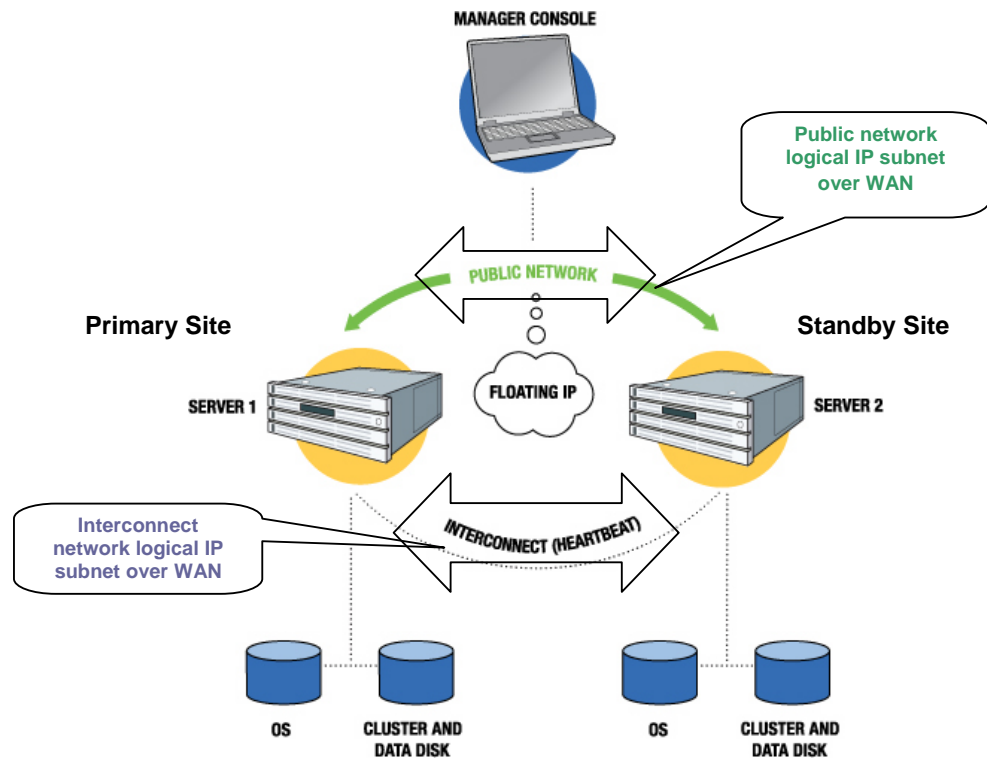 MANAGER CONSOLE
Public network
logical IP subnet
over WAN
PUBLIC NETWORK
Primary Site
Standby Site
FLOATING IP
SERVER 1
SERVER 2
INTERCONNECT (HEARTBEAT)
Interconnect
network logical IP
subnet over WAN
OS
CLUSTER AND
DATA DISK
OS
CLUSTER AND
DATA DISK